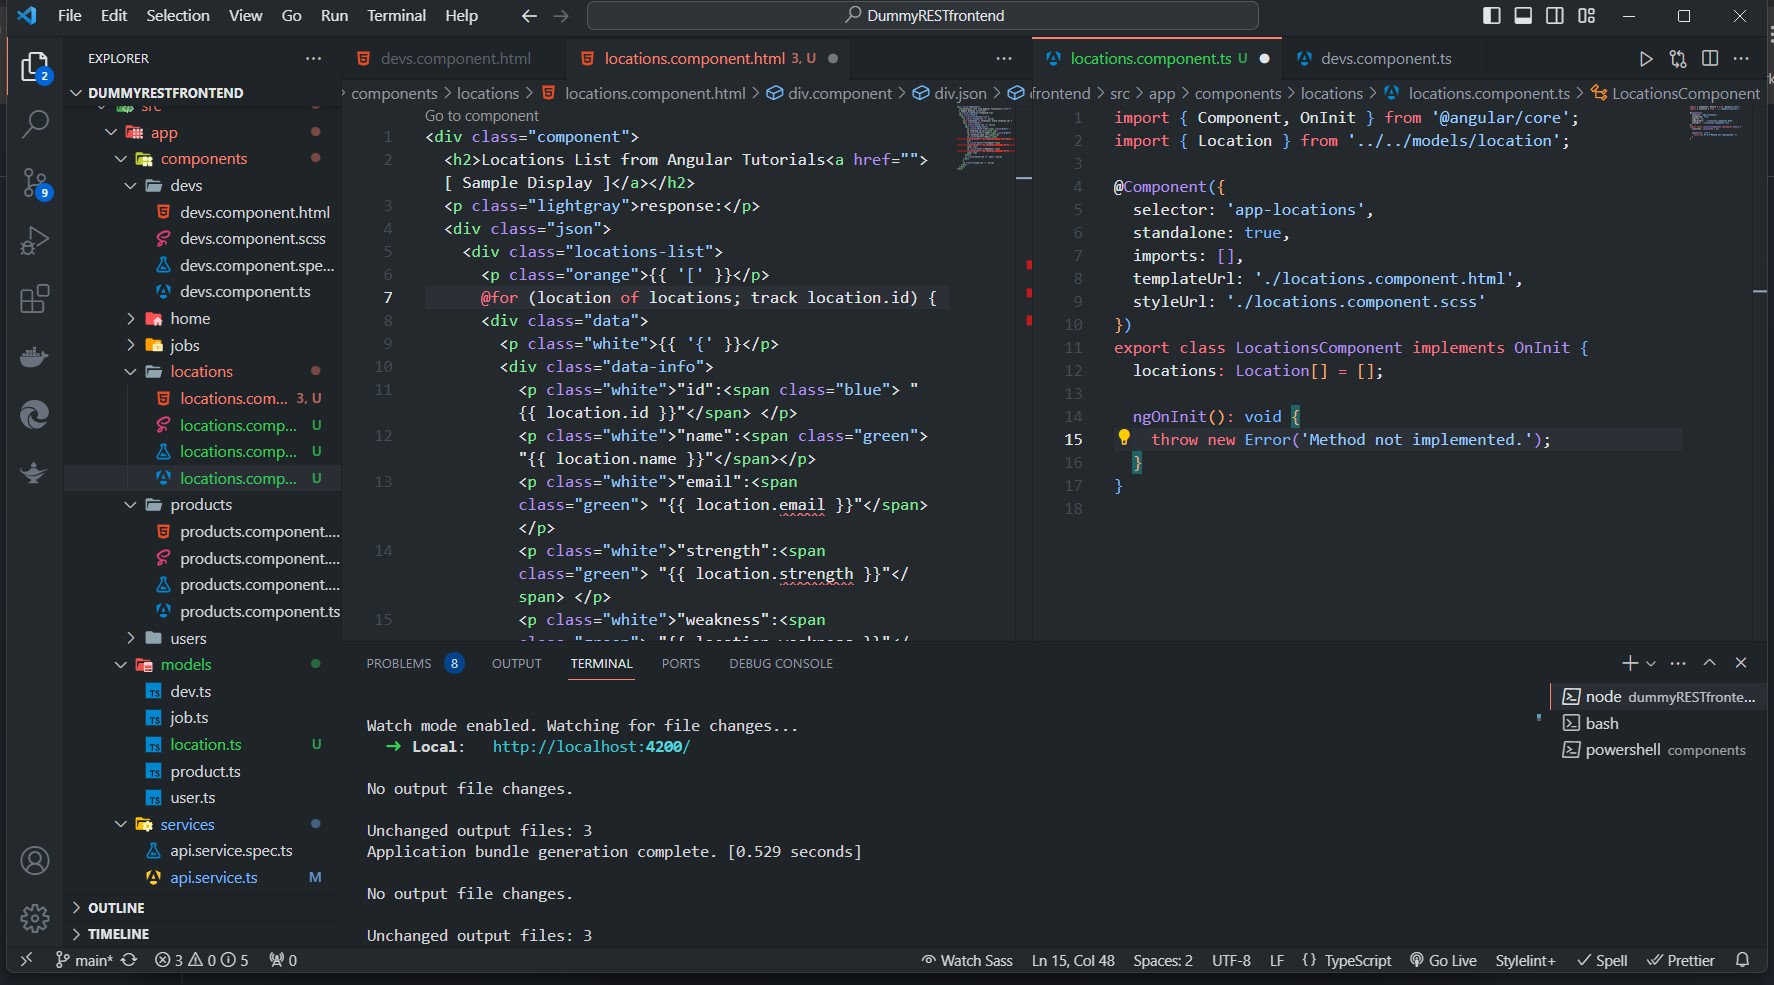 File Edit Selection View Go Run Terminal Help
DummyRESTfrontend
EXPLORER
DUMMYRESTFRONTEND
src
app
components
devs
devs.component.html
devs.component.scss
devs.component.spe...
devs.component.ts
home
jobs
locations
locations.com... 3, U
locations.comp... U
locations.comp... U
locations.comp... U
products
products.component....
products.component....
products.component....
products.component.ts
users
models
dev.ts
job.ts
location.ts U
product.ts
user.ts
services
api.service.spec.ts
api.service.ts M
OUTLINE
TIMELINE
2
9
devs.component.html
locations.component.html 3, U
components > locations > locations.component.html > div.component > div.json >
Go to component
1 <div class="component">
2 <h2>Locations List from Angular Tutorials<a href="">
[ Sample Display ]</a></h2>
3 <p class="lightgray">response:</p>
4 <div class="json">
5 <div class="locations-list">
6 <p class="orange">{{ '[' }}</p>
7 @for (location of locations; track location.id) {
8 <div class="data">
9 <p class="white">{{ '{' }}</p>
10 <div class="data-info">
11 <p class="white">"id":<span class="blue"> "
{{ location.id }}"</span> </p>
12 <p class="white">"name":<span class="green">
"{{ location.name }}"</span></p>
13 <p class="white">"email":<span
class="green"> "{{ location.email }}"</span>
</p>
14 <p class="white">"strength":<span
class="green"> "{{ location.strength }}"</
span> </p>
15 <p class="white">"weakness":<span
class="green"> "{{ location.weakness }}"</
locations.component.ts U
devs.component.ts
frontend > src > app > components > locations > locations.component.ts > LocationsComponent
1 import { Component, OnInit } from '@angular/core';
2 import { Location } from '../../models/location';
3
4 @Component({
5 selector: 'app-locations',
6 standalone: true,
7 imports: [],
8 templateUrl: './locations.component.html',
9 styleUrl: './locations.component.scss'
10 })
11 export class LocationsComponent implements OnInit {
12 locations: Location[] = [];
13
14 ngOnInit(): void {
15 throw new Error('Method not implemented.');
16 }
17 }
18
PROBLEMS 8 OUTPUT TERMINAL PORTS DEBUG CONSOLE
Watch mode enabled. Watching for file changes...
➜ Local: http://localhost:4200/
No output file changes.
Unchanged output files: 3
Application bundle generation complete. [0.529 seconds]
No output file changes.
Unchanged output files: 3
node dummyRESTfronte...
bash
powershell components
main* 3 0 5 0
Watch Sass Ln 15, Col 48 Spaces: 2 UTF-8 LF {} TypeScript Go Live Stylelint+ Spell Prettier